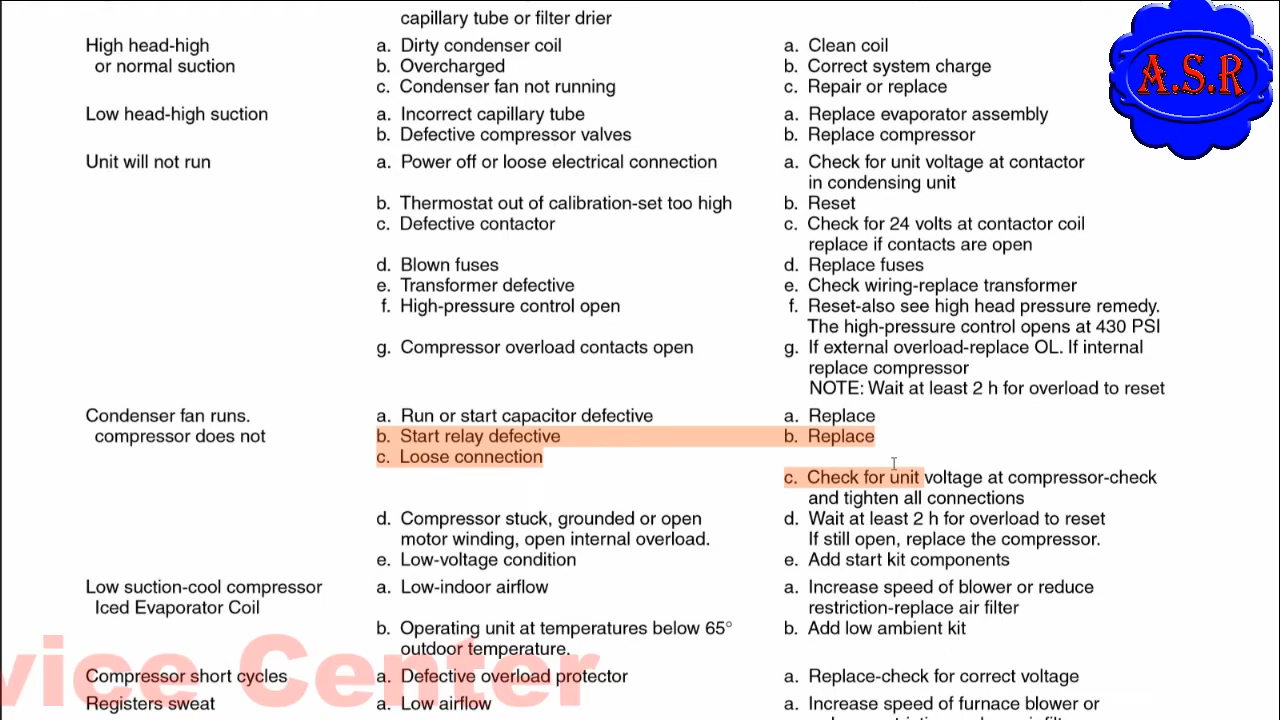 capillary tube or filter drier
High head-high a. Dirty condenser coil a. Clean coil
or normal suction b. Overcharged b. Correct system charge
c. Condenser fan not running c. Repair or replace
Low head-high suction a. Incorrect capillary tube a. Replace evaporator assembly
b. Defective compressor valves b. Replace compressor
Unit will not run a. Power off or loose electrical connection a. Check for unit voltage at contactor
in condensing unit
b. Thermostat out of calibration-set too high b. Reset
c. Defective contactor c. Check for 24 volts at contactor coil
replace if contacts are open
d. Blown fuses d. Replace fuses
e. Transformer defective e. Check wiring-replace transformer
f. High-pressure control open f. Reset-also see high head pressure remedy.
The high-pressure control opens at 430 PSI
g. Compressor overload contacts open g. If external overload-replace OL. If internal
replace compressor
NOTE: Wait at least 2 h for overload to reset
Condenser fan runs. a. Run or start capacitor defective a. Replace
compressor does not b. Start relay defective b. Replace
c. Loose connection
c. Check for unit voltage at compressor-check
and tighten all connections
d. Compressor stuck, grounded or open d. Wait at least 2 h for overload to reset
motor winding, open internal overload. If still open, replace the compressor.
e. Low-voltage condition e. Add start kit components
Low suction-cool compressor a. Low-indoor airflow a. Increase speed of blower or reduce
Iced Evaporator Coil restriction-replace air filter
b. Operating unit at temperatures below 65° b. Add low ambient kit
outdoor temperature.
Compressor short cycles a. Defective overload protector a. Replace-check for correct voltage
Registers sweat a. Low airflow a. Increase speed of furnace blower or
A.S.R
vice Center